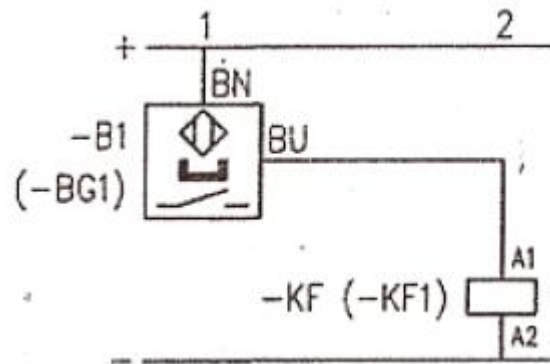 1 2
+
BN
-B1 BU
(-BG1)
A1
-KF (-KF1)
A2
-